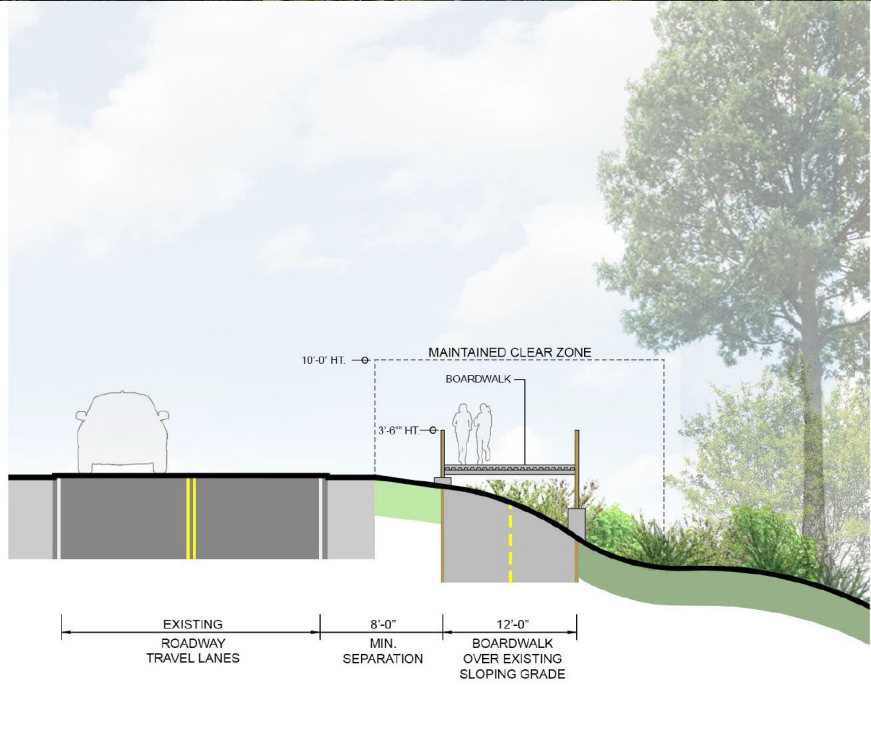 MAINTAINED CLEAR ZONE
10'-0" HT.
BOARDWALK
3'-6"" HT.
EXISTING
ROADWAY
TRAVEL LANES
8'-0"
MIN.
SEPARATION
12'-0"
BOARDWALK
OVER EXISTING
SLOPING GRADE